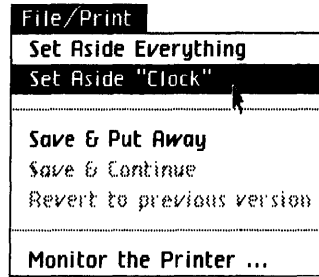 File/Print
Set Aside Everything
Set Aside "Clock"
Save & Put Away
Save & Continue
Revert to previous version
Monitor the Printer ...